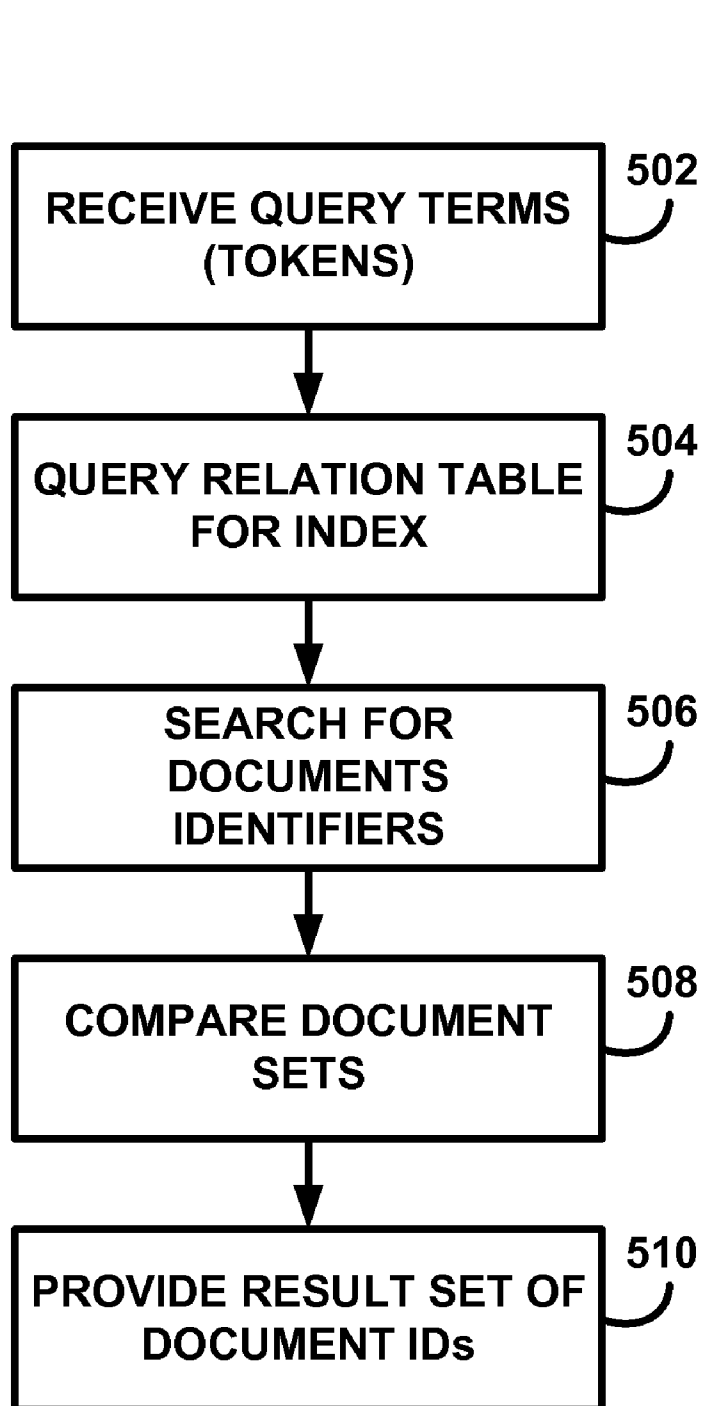 502
RECEIVE QUERY TERMS
(TOKENS)
504
QUERY RELATION TABLE
FOR INDEX
506
SEARCH FOR
DOCUMENTS
IDENTIFIERS
508
COMPARE DOCUMENT
SETS
510
PROVIDE RESULT SET OF
DOCUMENT IDs